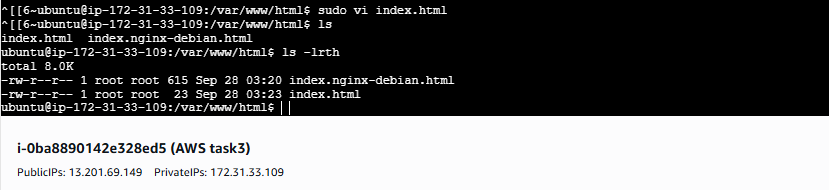 ^[[6~ubuntu@ip-172-31-33-109:/var/www/html$ sudo vi index.html
^[[6~ubuntu@ip-172-31-33-109:/var/www/html$ ls
index.html  index.nginx-debian.html
ubuntu@ip-172-31-33-109:/var/www/html$ ls -lrth
total 8.0K
-rw-r--r-- 1 root root 615 Sep 28 03:20 index.nginx-debian.html
-rw-r--r-- 1 root root  23 Sep 28 03:23 index.html
ubuntu@ip-172-31-33-109:/var/www/html$
i-0ba8890142e328ed5 (AWS task3)
PublicIPs: 13.201.69.149   PrivateIPs: 172.31.33.109